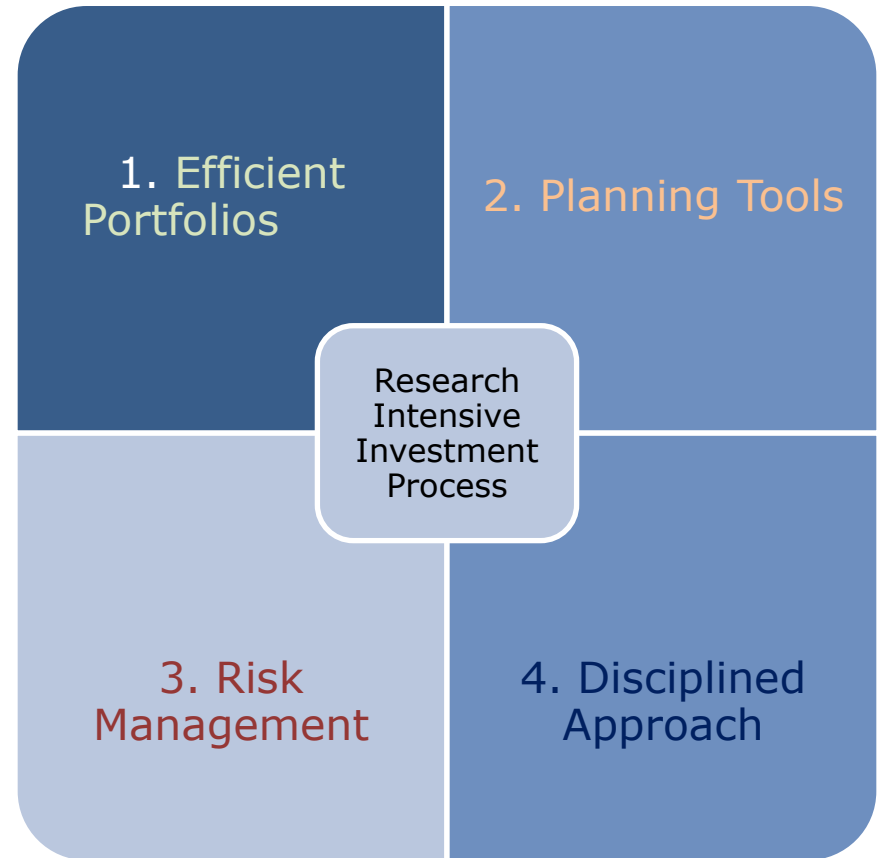 1. Efficient
Portfolios
2. Planning Tools
Research
Intensive
Investment
Process
3. Risk
Management
4. Disciplined
Approach